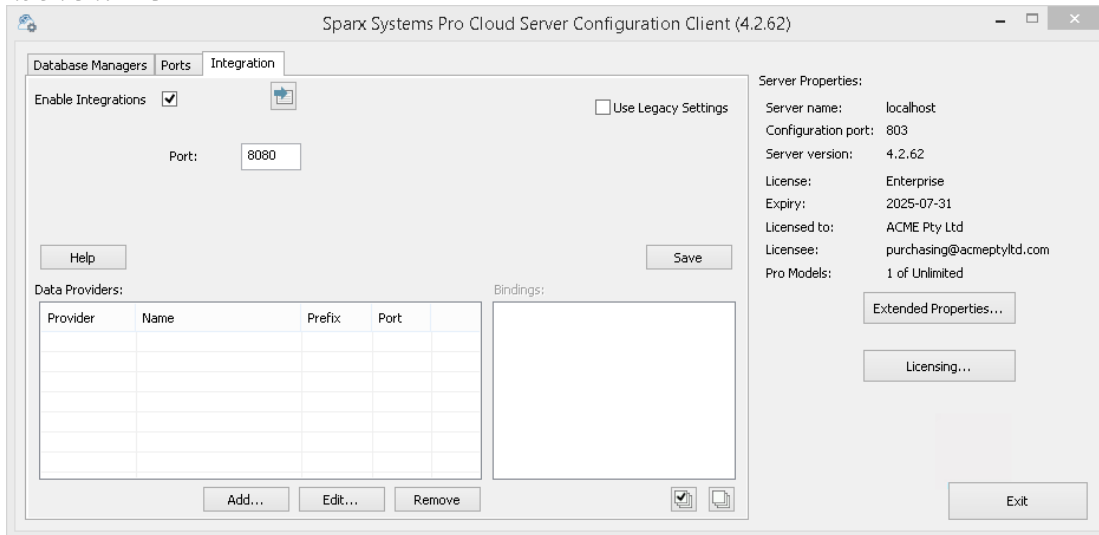 Sparx Systems Pro Cloud Server Configuration Client (4.2.62)
Database Managers Ports Integration
Enable Integrations
Use Legacy Settings
Port: 8080
Help
Save
Data Providers:
Bindings:
Provider Name Prefix Port
Add... Edit... Remove
Server Properties:
Server name: localhost
Configuration port: 803
Server version: 4.2.62
License: Enterprise
Expiry: 2025-07-31
Licensed to: ACME Pty Ltd
Licensee: purchasing@acmeptyltd.com
Pro Models: 1 of Unlimited
Extended Properties...
Licensing...
Exit